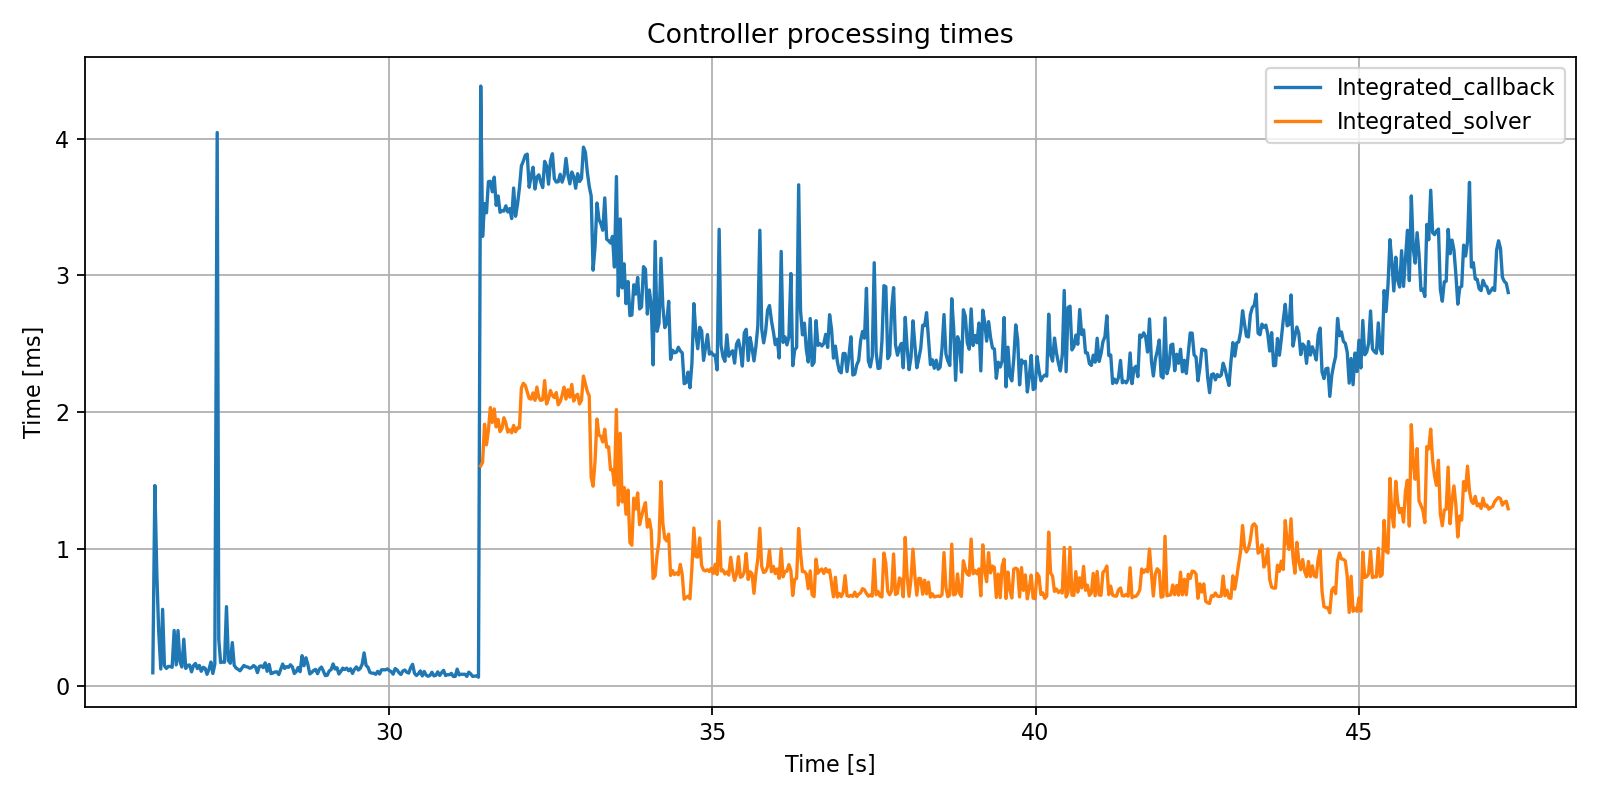 Controller processing times
Integrated_callback
Integrated_solver
Time [ms]
4
3
2
1
0
30
35
40
45
Time [s]